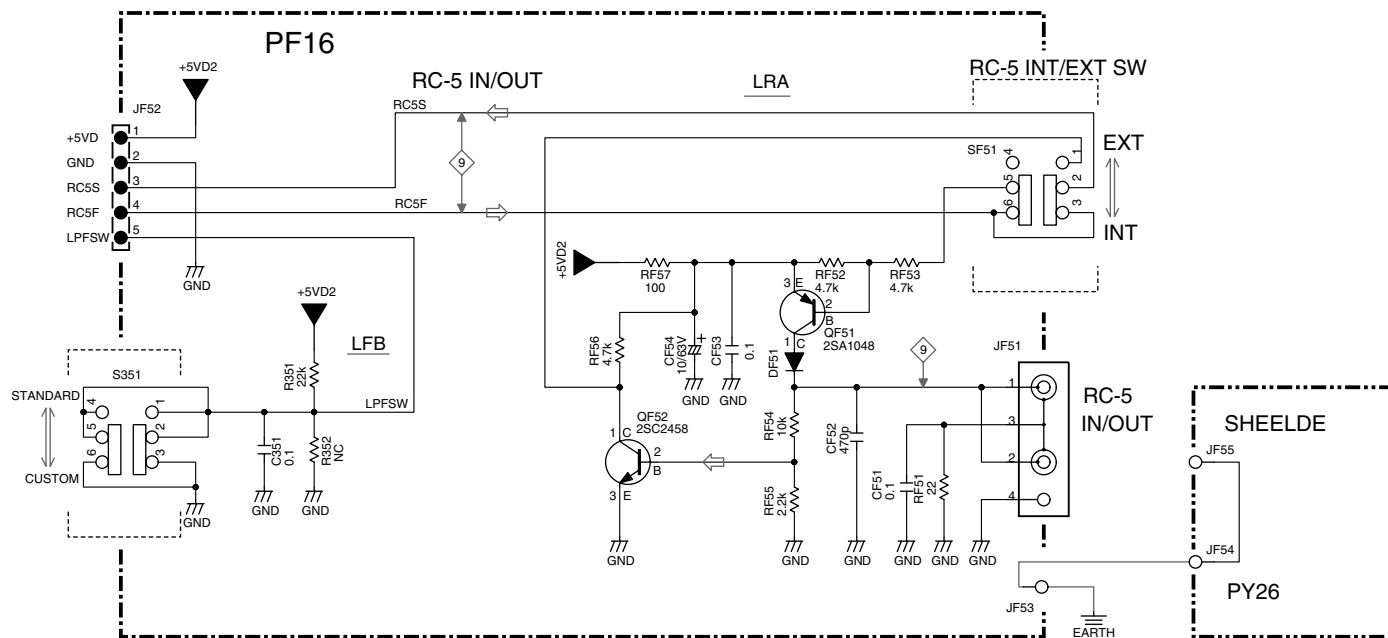 PF16
+5VD2
RC-5 IN/OUT
LRA
RC-5 INT/EXT SW
JF52
RC5S
+5VD
1
GND
2
RC5S
3
RC5F
4
LPFSW
5
9
RC5F
GND
SF51
4
1
5
2
6
3
EXT
INT
+5VD2
RF57
100
RF52
4.7k
RF53
4.7k
3
E
2
B
QF51
2SA1048
1
C
DF51
RF56
4.7k
CF54
10/63V
+
CF53
0.1
GND
GND
9
JF51
1
3
2
4
RC-5
IN/OUT
+5VD2
R351
22k
LFB
S351
STANDARD
CUSTOM
4
1
5
2
6
3
GND
LPFSW
C351
0.1
R352
NC
GND
GND
QF52
2SC2458
1
C
2
B
3
E
GND
RF54
10k
RF55
2.2k
GND
CF52
470p
GND
CF51
0.1
RF51
22
GND
GND
GND
SHEELDE
JF55
JF54
PY26
JF53
EARTH